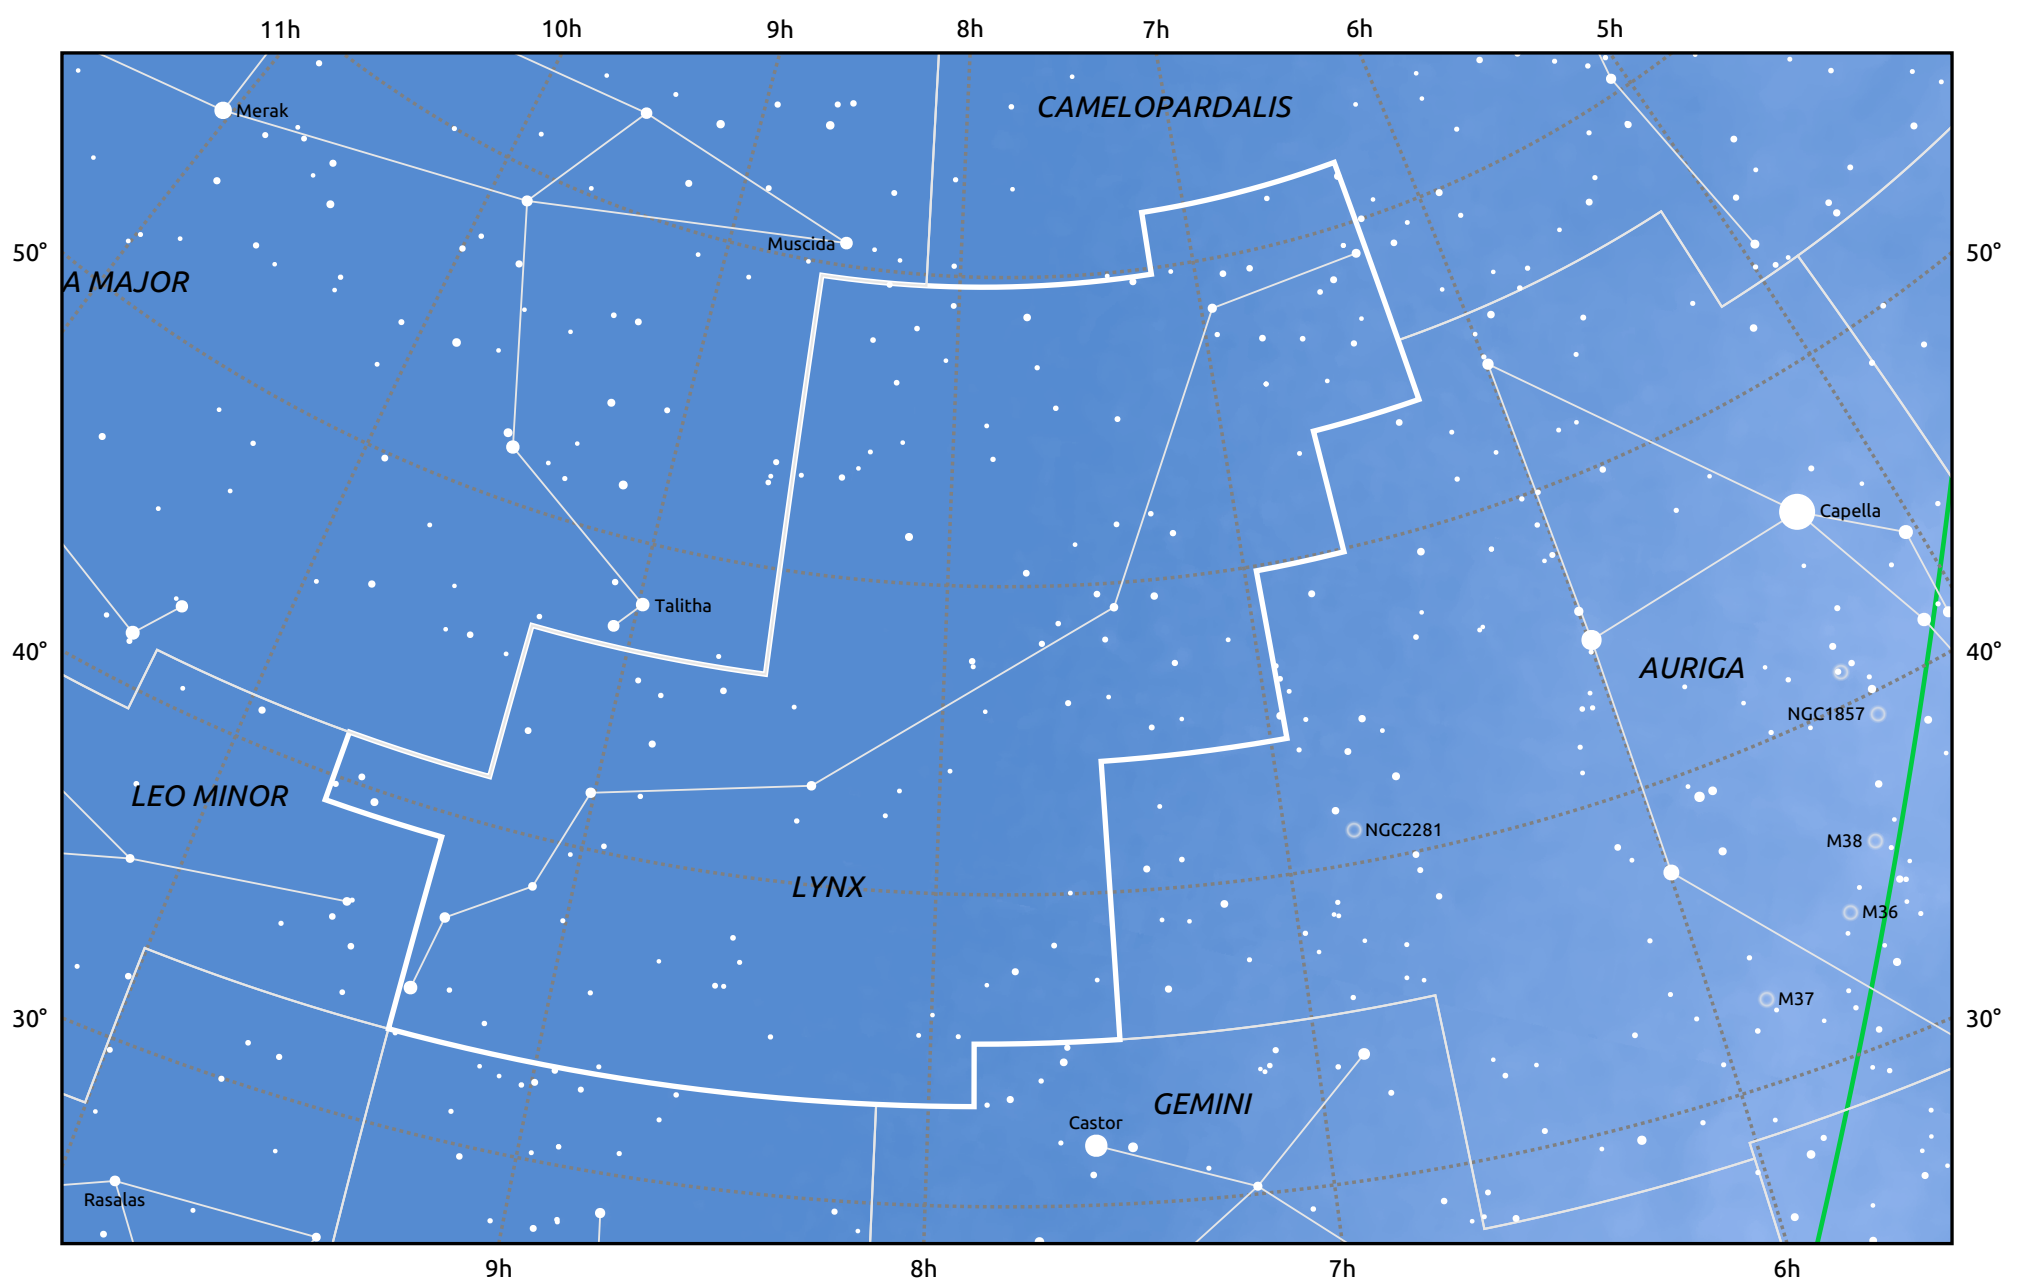 11h 10h 9h 8h 7h 6h 5h
CAMELOPARDALIS
Merak
Muscida
50° 50°
A MAJOR
Capella
Talitha
40° 40°
AURIGA
NGC1857
LEO MINOR
NGC2281
M38
LYNX
M36
M37
30° 30°
GEMINI
Castor
Rasalas
9h 8h 7h 6h